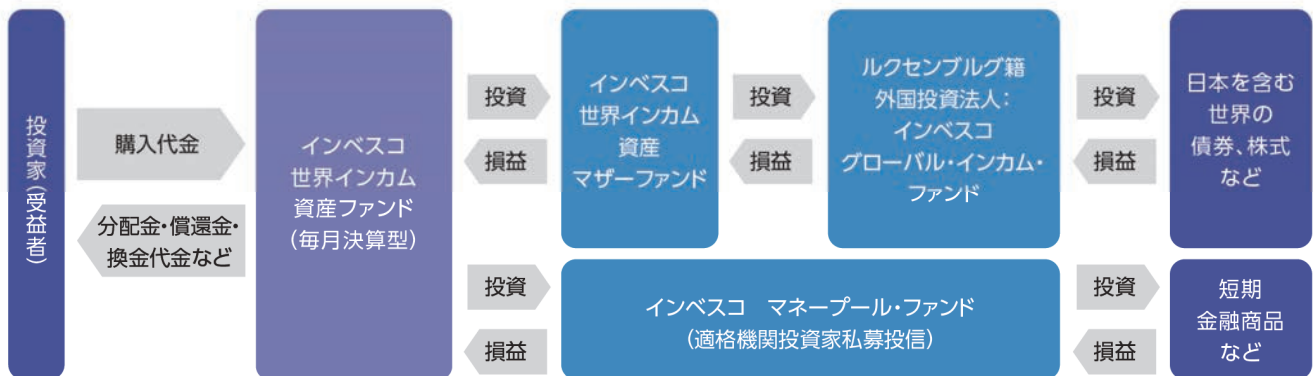 投資家(受益者)
購入代金
分配金・償還金・
換金代金など
インベスコ
世界インカム
資産ファンド
(毎月決算型)
投資
損益
インベスコ
世界インカム
資産
マザーファンド
投資
損益
ルクセンブルグ籍
外国投資法人:
インベスコ
グローバル・インカム・
ファンド
投資
損益
日本を含む
世界の
債券、株式
など
投資
損益
インベスコ　マネープール・ファンド
(適格機関投資家私募投信)
投資
損益
短期
金融商品
など